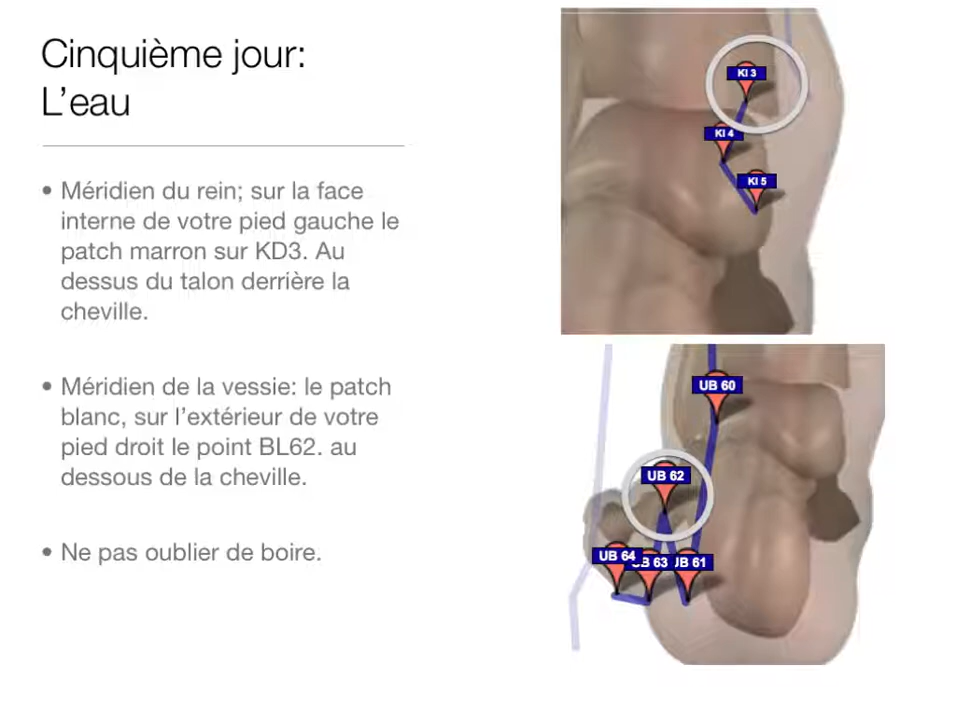 Cinquième jour:
L'eau
• Méridien du rein; sur la face
interne de votre pied gauche le
patch marron sur KD3. Au
dessus du talon derrière la
cheville.
• Méridien de la vessie: le patch
blanc, sur l'extérieur de votre
pied droit le point BL62. au
dessous de la cheville.
• Ne pas oublier de boire.
KI 3
KI 4
KI 5
UB 60
UB 62
UB 64
UB 63
UB 61